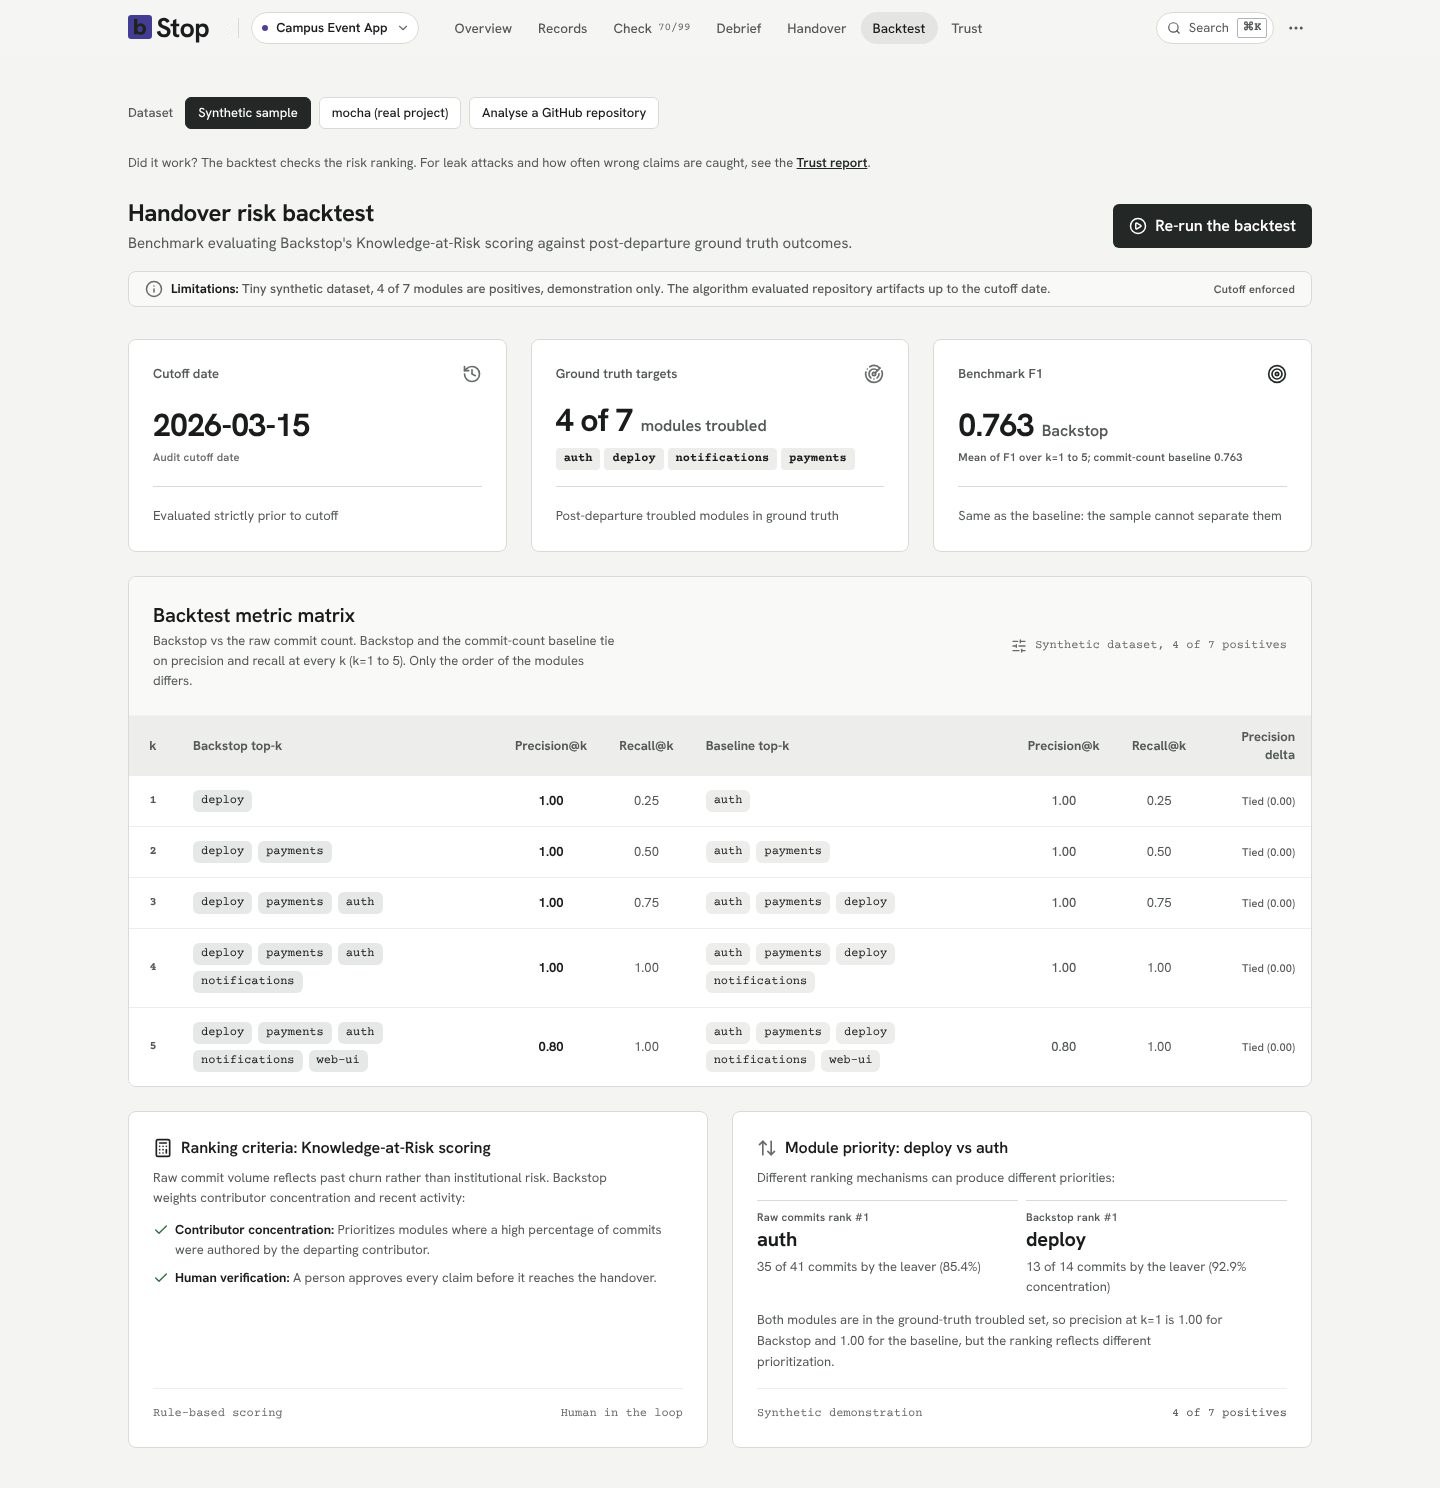 b Stop
Campus Event App
Overview
Records
Check 70/99
Debrief
Handover
Backtest
Trust
Search ⌘K
Dataset
Synthetic sample
mocha (real project)
Analyse a GitHub repository
Did it work? The backtest checks the risk ranking. For leak attacks and how often wrong claims are caught, see the Trust report.
Handover risk backtest
Benchmark evaluating Backstop's Knowledge-at-Risk scoring against post-departure ground truth outcomes.
Re-run the backtest
Limitations: Tiny synthetic dataset, 4 of 7 modules are positives, demonstration only. The algorithm evaluated repository artifacts up to the cutoff date.
Cutoff enforced
Cutoff date
2026-03-15
Audit cutoff date
Evaluated strictly prior to cutoff
Ground truth targets
4 of 7 modules troubled
auth deploy notifications payments
Post-departure troubled modules in ground truth
Benchmark F1
0.763 Backstop
Mean of F1 over k=1 to 5; commit-count baseline 0.763
Same as the baseline: the sample cannot separate them
Backtest metric matrix
Backstop vs the raw commit count. Backstop and the commit-count baseline tie
on precision and recall at every k (k=1 to 5). Only the order of the modules
differs.
Synthetic dataset, 4 of 7 positives
k Backstop top-k Precision@k Recall@k Baseline top-k Precision@k Recall@k Precision
delta
1 deploy 1.00 0.25 auth 1.00 0.25 Tied (0.00)
2 deploy payments 1.00 0.50 auth payments 1.00 0.50 Tied (0.00)
3 deploy payments auth 1.00 0.75 auth payments deploy 1.00 0.75 Tied (0.00)
4 deploy payments auth 1.00 1.00 auth payments deploy 1.00 1.00 Tied (0.00)
notifications notifications
5 deploy payments auth 0.80 1.00 auth payments deploy 0.80 1.00 Tied (0.00)
notifications web-ui notifications web-ui
Ranking criteria: Knowledge-at-Risk scoring
Raw commit volume reflects past churn rather than institutional risk. Backstop
weights contributor concentration and recent activity:
Contributor concentration: Prioritizes modules where a high percentage of commits
were authored by the departing contributor.
Human verification: A person approves every claim before it reaches the handover.
Rule-based scoring
Human in the loop
Module priority: deploy vs auth
Different ranking mechanisms can produce different priorities:
Raw commits rank #1
auth
35 of 41 commits by the leaver (85.4%)
Backstop rank #1
deploy
13 of 14 commits by the leaver (92.9%
concentration)
Both modules are in the ground-truth troubled set, so precision at k=1 is 1.00 for
Backstop and 1.00 for the baseline, but the ranking reflects different
prioritization.
Synthetic demonstration
4 of 7 positives